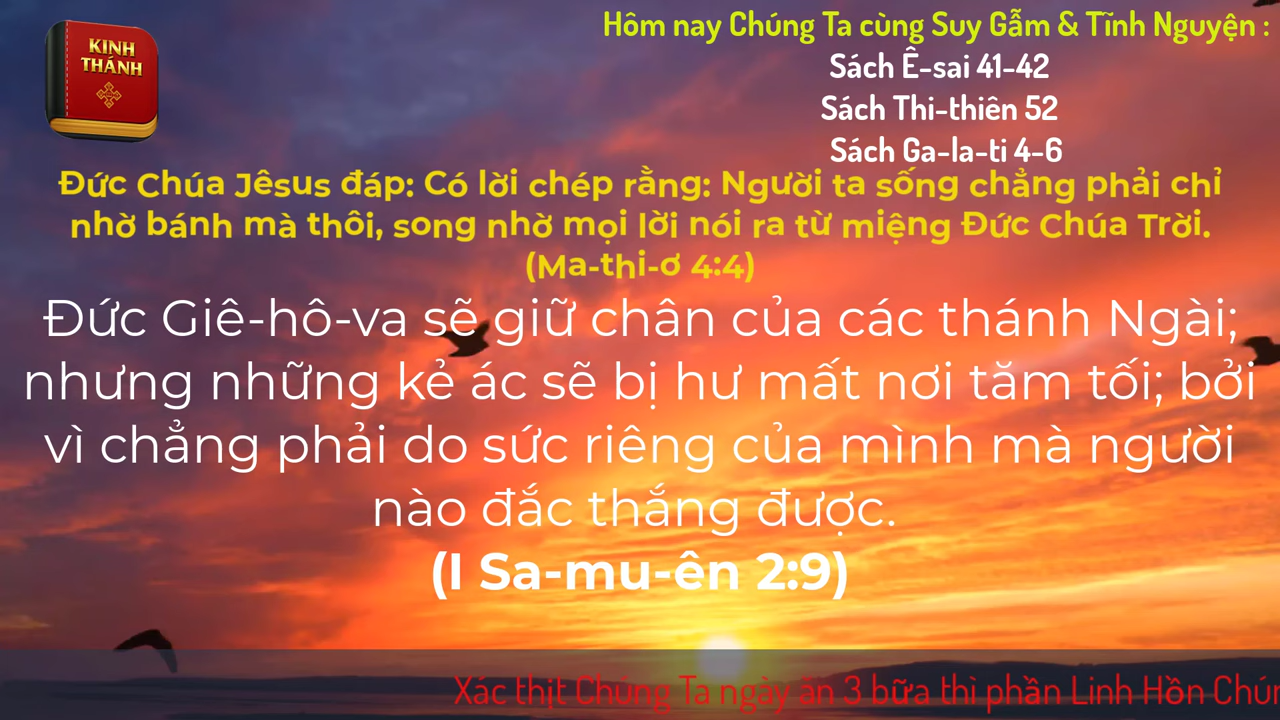 KINH
THÁNH
Hôm nay Chúng Ta cùng Suy Gẫm & Tĩnh Nguyện :
Sách Ê-sai 41-42
Sách Thi-thiên 52
Sách Ga-la-ti 4-6
Đức Chúa Jêsus đáp: Có lời chép rằng: Người ta sống chẳng phải chỉ
nhờ bánh mà thôi, song nhờ mọi lời nói ra từ miệng Đức Chúa Trời.
(Ma-thi-ơ 4:4)
Đức Giê-hô-va sẽ giữ chân của các thánh Ngài;
nhưng những kẻ ác sẽ bị hư mất nơi tăm tối; bởi
vì chẳng phải do sức riêng của mình mà người
nào đắc thắng được.
(I Sa-mu-ên 2:9)
Xác thịt Chúng Ta ngày ăn 3 bữa thì phần Linh Hồn